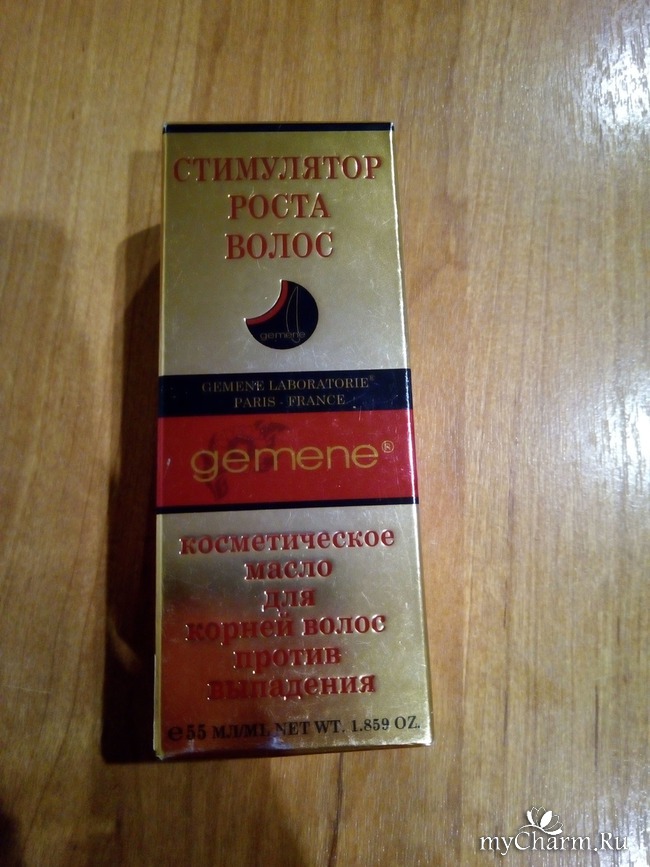 СТИМУЛЯТОР
РОСТА
ВОЛОС
gemene
GEMENE LABORATORIE®
PARIS - FRANCE
gemene®
косметическое
масло
для
корней волос
против
выпадения
℮ 55 МЛ/ML NET WT. 1.859 OZ.
myCharm.Ru